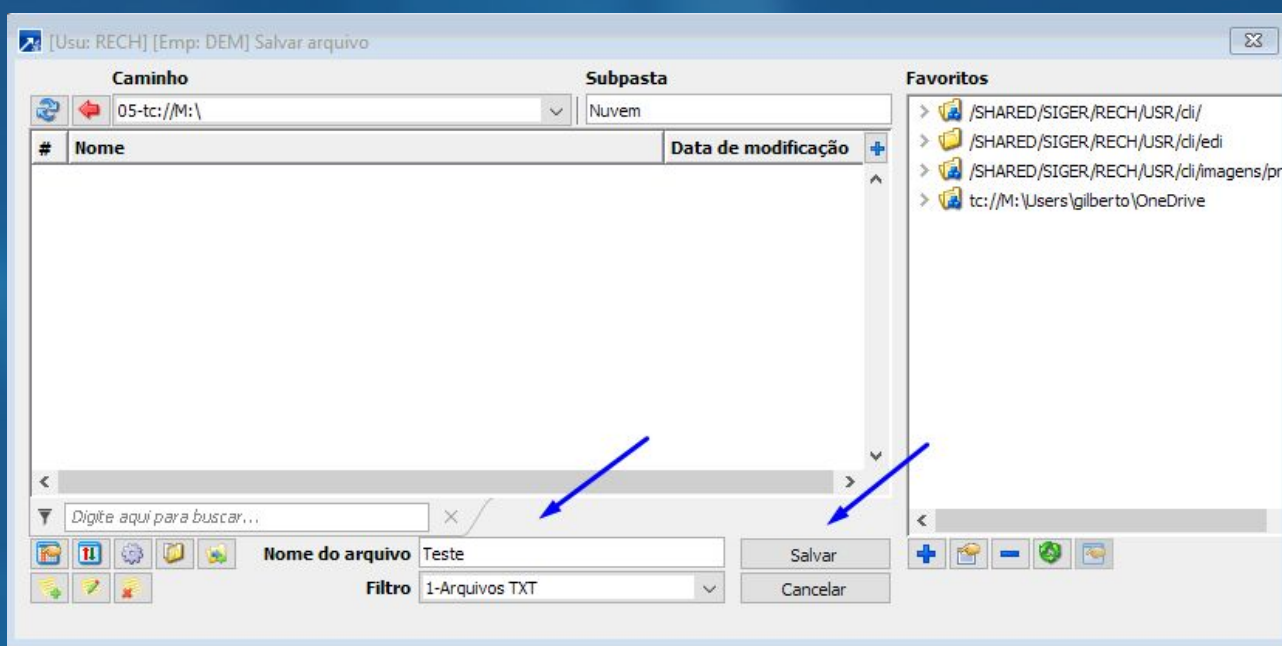 [Usu: RECH] [Emp: DEM] Salvar arquivo
Caminho Subpasta Favoritos
05-tc://M:\ Nuvem
# Nome Data de modificação
/SHARED/SIGER/RECH/USR/cli/
/SHARED/SIGER/RECH/USR/cli/edi
/SHARED/SIGER/RECH/USR/cli/imagens/pr
tc://M:\Users\gilberto\OneDrive
Digite aqui para buscar...
Nome do arquivo Teste Salvar
Filtro 1-Arquivos TXT Cancelar